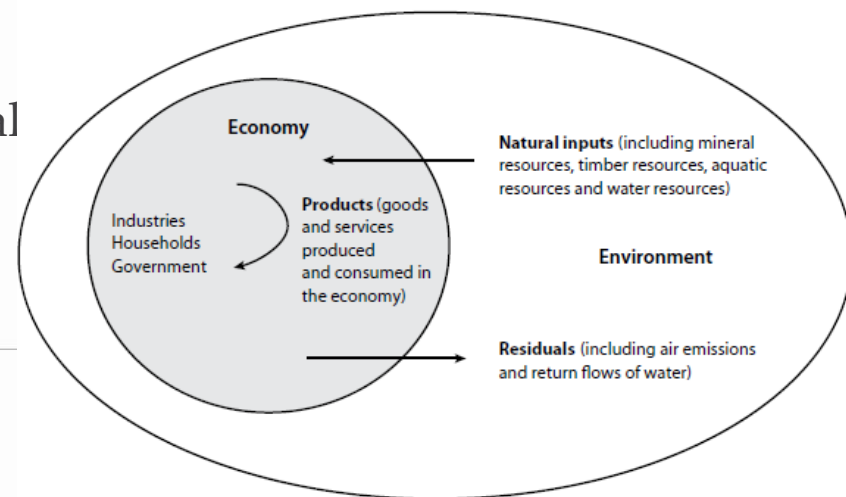 Economy
Natural inputs (including mineral
resources, timber resources, aquatic
resources and water resources)
Industries
Households
Government
Products (goods
and services
produced
and consumed in
the economy)
Environment
Residuals (including air emissions
and return flows of water)